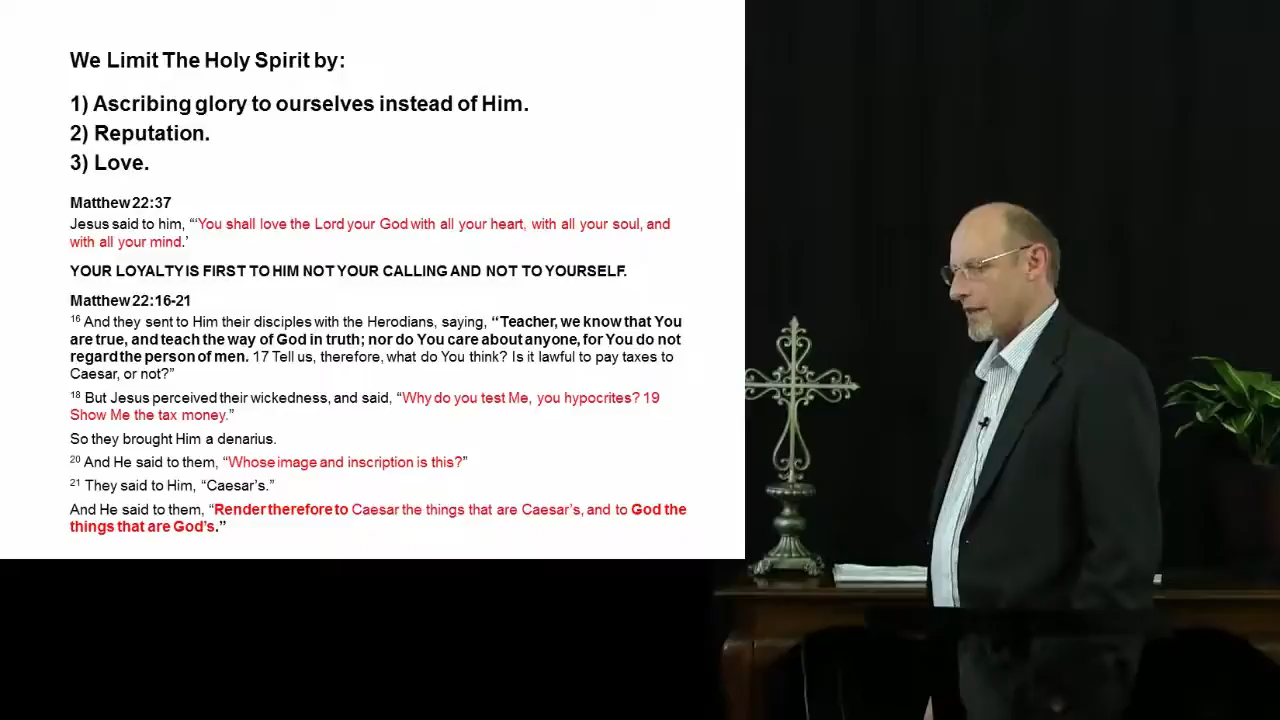 We Limit The Holy Spirit by:
1) Ascribing glory to ourselves instead of Him.
2) Reputation.
3) Love.
Matthew 22:37
Jesus said to him, “‘You shall love the Lord your God with all your heart, with all your soul, and
with all your mind.’
YOUR LOYALTY IS FIRST TO HIM NOT YOUR CALLING AND NOT TO YOURSELF.
Matthew 22:16-21
16 And they sent to Him their disciples with the Herodians, saying, “Teacher, we know that You
are true, and teach the way of God in truth; nor do You care about anyone, for You do not
regard the person of men. 17 Tell us, therefore, what do You think? Is it lawful to pay taxes to
Caesar, or not?”
18 But Jesus perceived their wickedness, and said, “Why do you test Me, you hypocrites? 19
Show Me the tax money.”
So they brought Him a denarius.
20 And He said to them, “Whose image and inscription is this?”
21 They said to Him, “Caesar’s.”
And He said to them, “Render therefore to Caesar the things that are Caesar’s, and to God the
things that are God’s.”